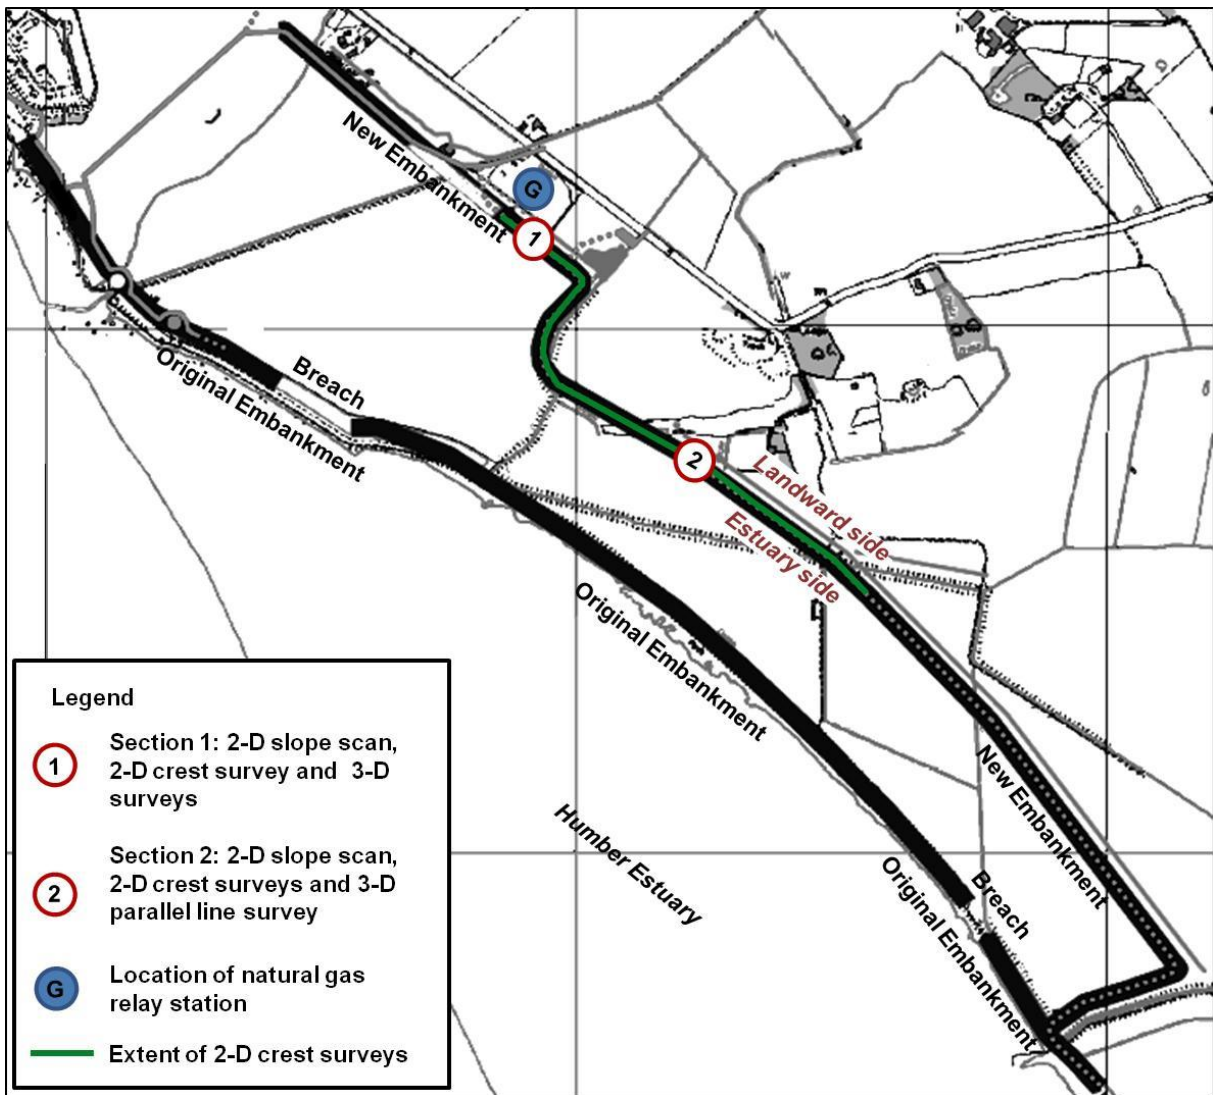 New Embankment
G
1
Breach
Original Embankment
2
Landward side
Estuary side
Original Embankment
New Embankment
Humber Estuary
Breach
Original Embankment
Legend
1
Section 1: 2-D slope scan,
2-D crest survey and 3-D
surveys
2
Section 2: 2-D slope scan,
2-D crest surveys and 3-D
parallel line survey
G
Location of natural gas
relay station
Extent of 2-D crest surveys